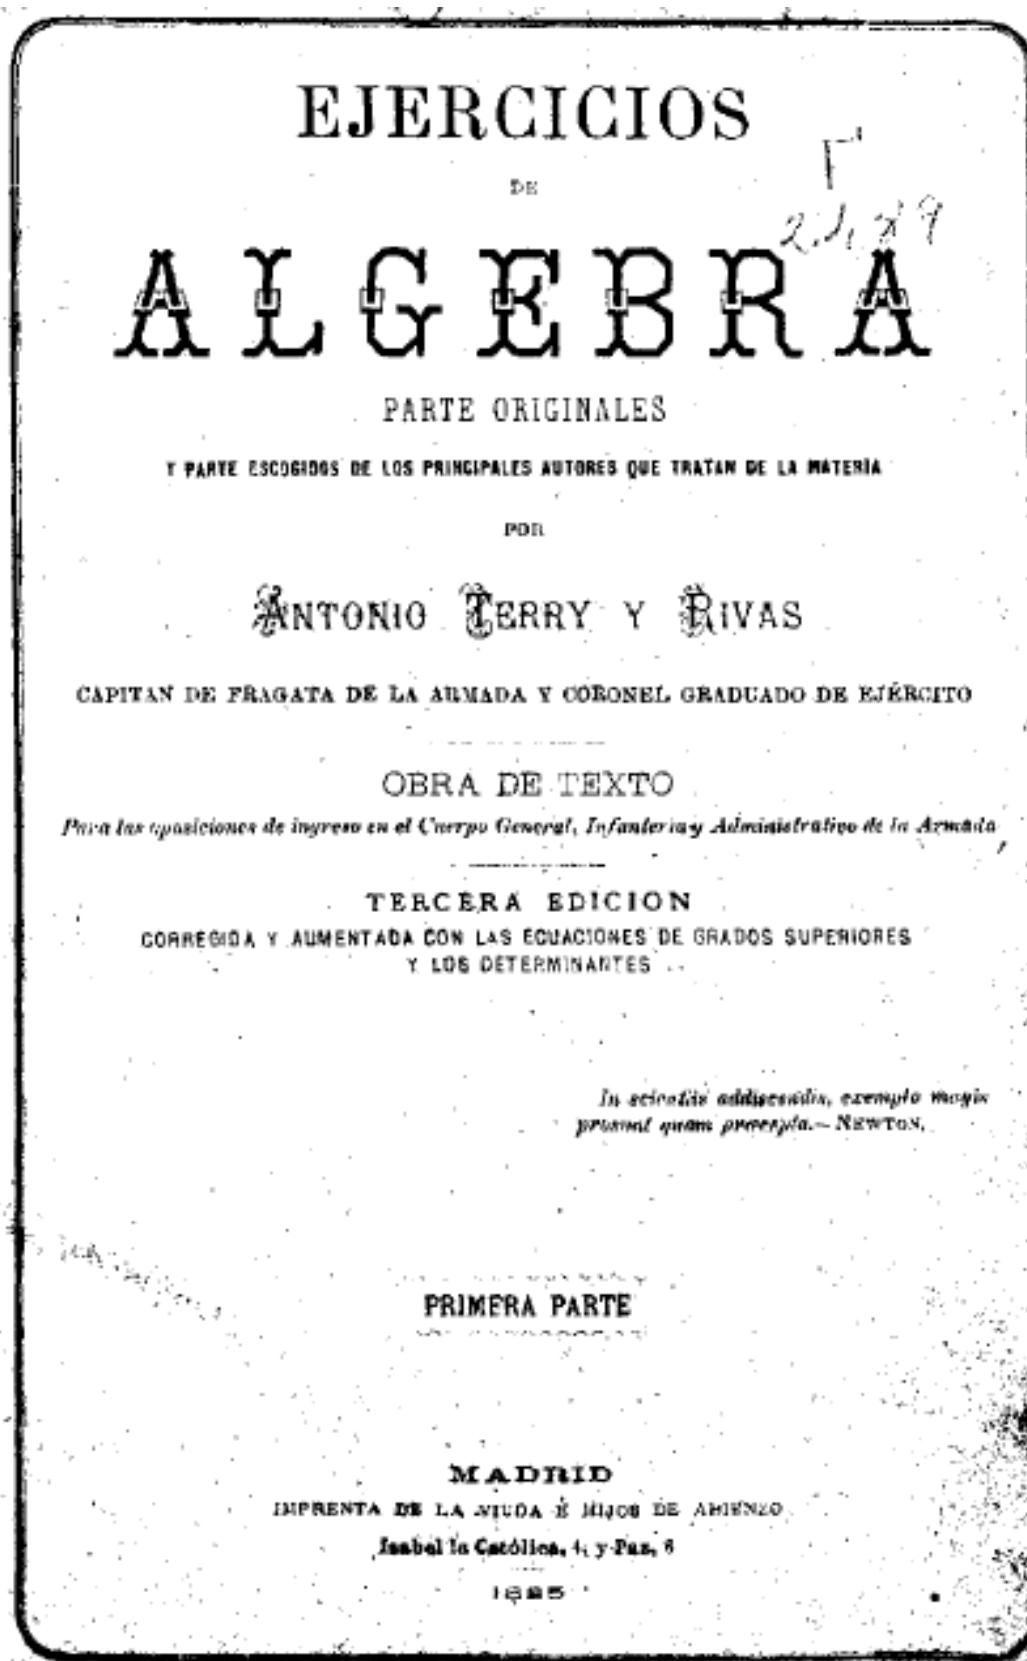 EJERCICIOS
DE
ALGEBRA
PARTE ORIGINALES
Y PARTE ESCOGIDOS DE LOS PRINCIPALES AUTORES QUE TRATAN DE LA MATERIA
POR
ANTONIO TERRY Y RIVAS
CAPITAN DE FRAGATA DE LA ARMADA Y CORONEL GRADUADO DE EJÉRCITO
OBRA DE TEXTO
Para las oposiciones de ingreso en el Cuerpo General, Infanteria y Administrativo de la Armada
TERCERA EDICION
CORREGIDA Y AUMENTADA CON LAS ECUACIONES DE GRADOS SUPERIORES
Y LOS DETERMINANTES
In scientiis addiscendis, exempla magis
prosunt quam præcepta.—NEWTON.
PRIMERA PARTE
MADRID
IMPRENTA DE LA VIUDA É HIJOS DE ABIENZO
Isabel la Católica, 4, y Paz, 6